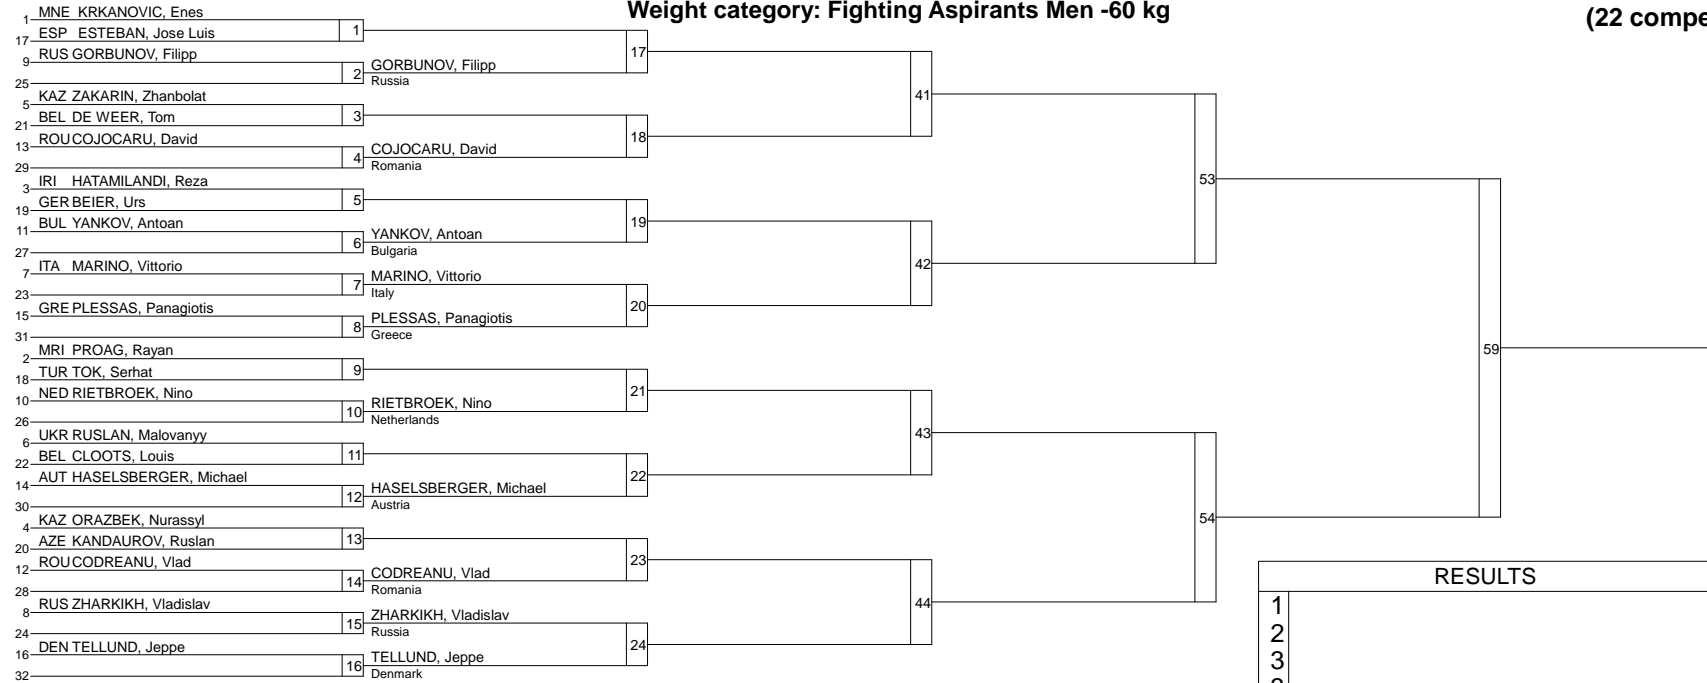 Weight category: Fighting Aspirants Men -60 kg
(22 compe
1 MNE KRKANOVIC, Enes
17 ESP ESTEBAN, Jose Luis
1
9 RUS GORBUNOV, Filipp
25
2 GORBUNOV, Filipp
Russia
17
5 KAZ ZAKARIN, Zhanbolat
21 BEL DE WEER, Tom
3
13 ROU COJOCARU, David
29
4 COJOCARU, David
Romania
18
41
3 IRI HATAMILANDI, Reza
19 GER BEIER, Urs
5
11 BUL YANKOV, Antoan
27
6 YANKOV, Antoan
Bulgaria
19
7 ITA MARINO, Vittorio
23
7 MARINO, Vittorio
Italy
15 GRE PLESSAS, Panagiotis
31
8 PLESSAS, Panagiotis
Greece
20
42
53
2 MRI PROAG, Rayan
18 TUR TOK, Serhat
9
10 NED RIETBROEK, Nino
26
10 RIETBROEK, Nino
Netherlands
21
6 UKR RUSLAN, Malovanyy
22 BEL CLOOTS, Louis
11
14 AUT HASELSBERGER, Michael
30
12 HASELSBERGER, Michael
Austria
22
43
4 KAZ ORAZBEK, Nurassyl
20 AZE KANDAUROV, Ruslan
13
12 ROU CODREANU, Vlad
28
14 CODREANU, Vlad
Romania
23
8 RUS ZHARKIKH, Vladislav
24
15 ZHARKIKH, Vladislav
Russia
16 DEN TELLUND, Jeppe
32
16 TELLUND, Jeppe
Denmark
24
44
54
59
RESULTS
1
2
3